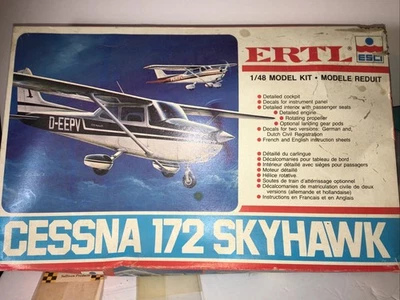 ERTL
ESCI
1/48 MODEL KIT • MODELE REDUIT
D-EEPV
• Detailed cockpit
• Decals for instrument panel
• Detailed interior with passenger seats
• Detailed engine
• Rotating propeller
• Optional landing gear pods
• Decals for two versions: German and,
Dutch Civil Registration
• French and English instruction sheets
• Détaillé du carlingue
• Décalcomanies pour tableau de bord
• Intérieur détaillé avec sièges pour passagers
• Moteur détaillé
• Hélice rotative
• Soules de train d'atterrissage optionnel
• Décalcomanies de matriculation civile de deux
versions (allemande et hollandaise)
• Instructions en Francais et en Anglais
CESSNA 172 SKYHAWK